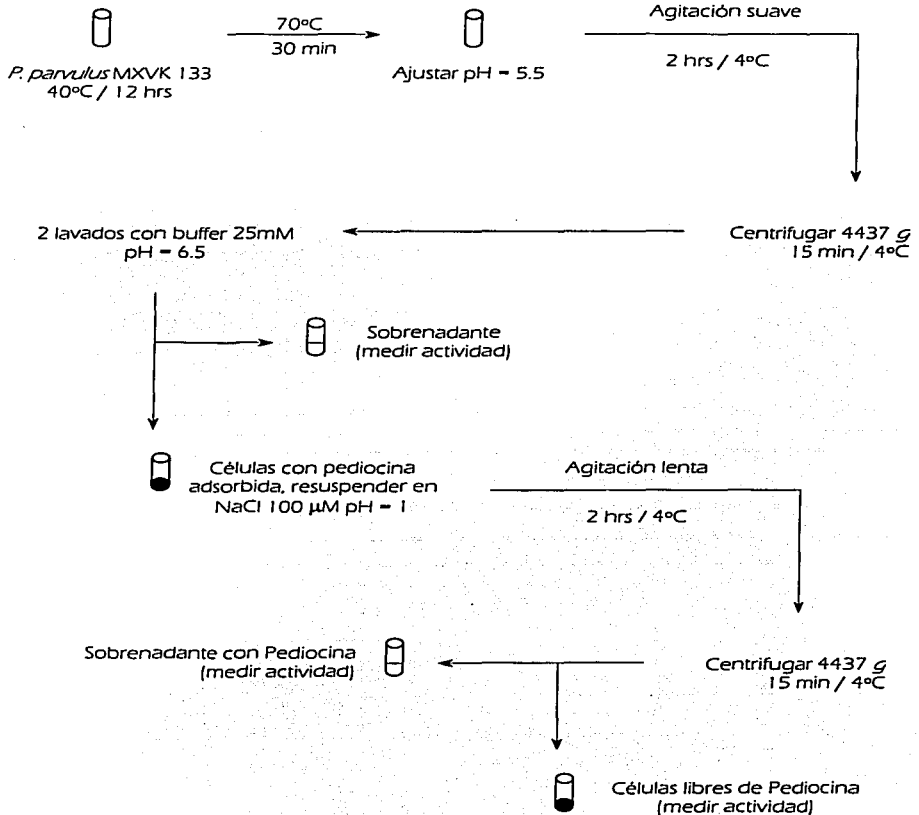 P. parvulus MXVK 133
40ºC / 12 hrs
70ºC
30 min
Ajustar pH = 5.5
Agitación suave
2 hrs / 4ºC
Centrifugar 4437 g
15 min / 4ºC
2 lavados con buffer 25mM
pH = 6.5
Sobrenadante
(medir actividad)
Células con pediocina
adsorbida, resuspender en
NaCl 100 µM pH = 1
Agitación lenta
2 hrs / 4ºC
Centrifugar 4437 g
15 min / 4ºC
Sobrenadante con Pediocina
(medir actividad)
Células libres de Pediocina
(medir actividad)